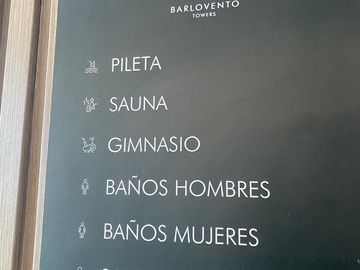 BARLOVENTO
TOWERS
PILETA
SAUNA
GIMNASIO
BAÑOS HOMBRES
BAÑOS MUJERES